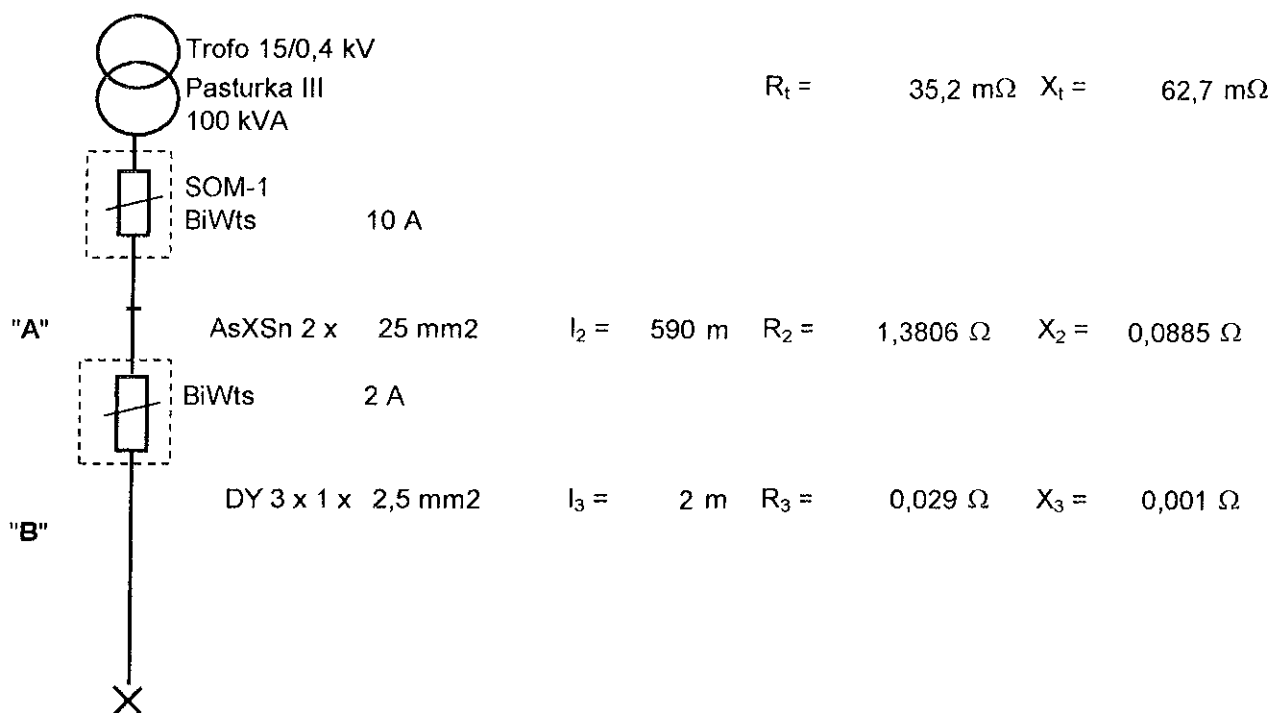 Trofo 15/0,4 kV
Pasturka III Rt = 35,2 mΩ Xt = 62,7 mΩ
100 kVA
SOM-1
BiWts 10 A
"A" AsXSn 2 x 25 mm2 l2 = 590 m R2 = 1,3806 Ω X2 = 0,0885 Ω
BiWts 2 A
DY 3 x 1 x 2,5 mm2 l3 = 2 m R3 = 0,029 Ω X3 = 0,001 Ω
"B"